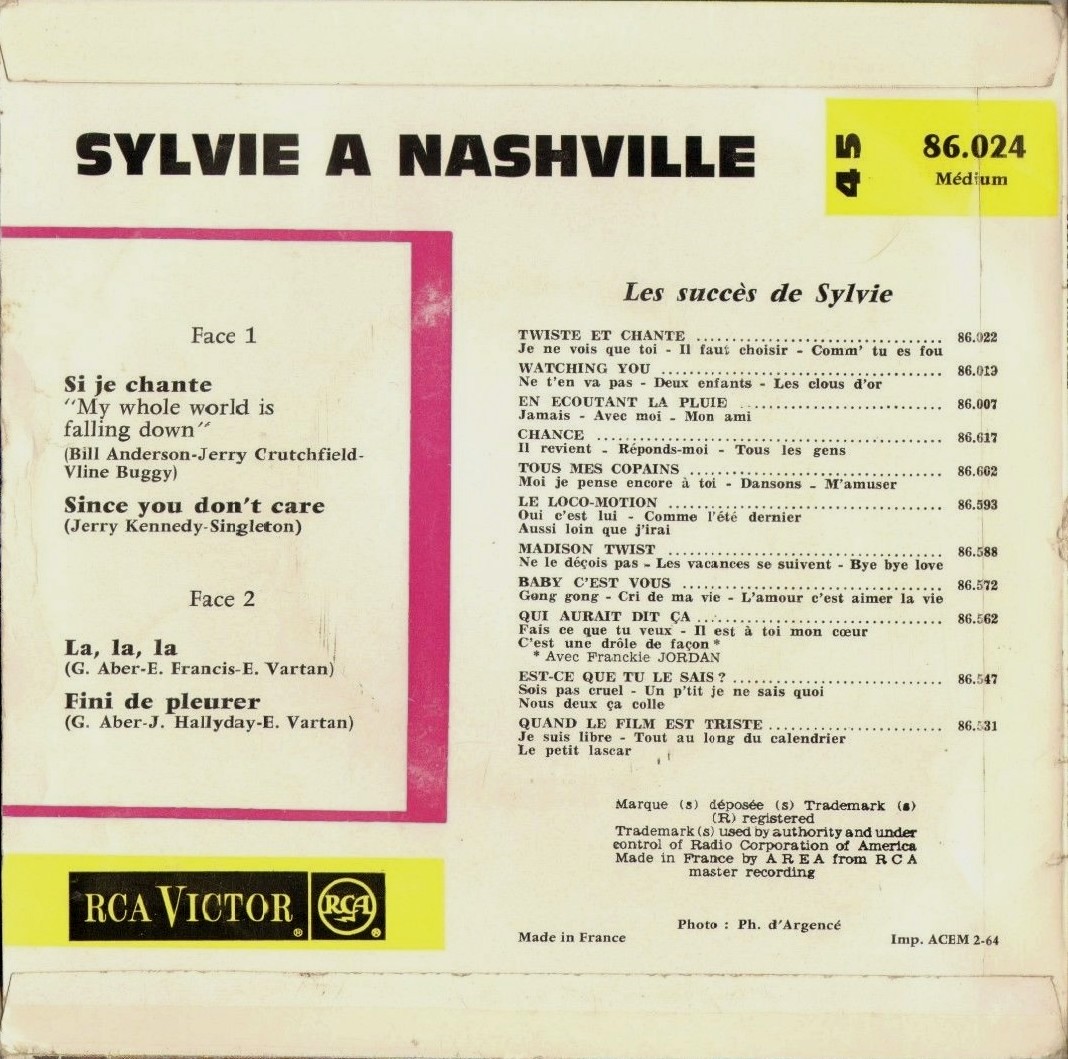 SYLVIE A NASHVILLE
45
86.024
Médium
Face 1
Si je chante
"My whole world is
falling down"
(Bill Anderson-Jerry Crutchfield-
Vline Buggy)
Since you don't care
(Jerry Kennedy-Singleton)
Face 2
La, la, la
(G. Aber-E. Francis-E. Vartan)
Fini de pleurer
(G. Aber-J. Hallyday-E. Vartan)
RCA VICTOR ® RCA ®
Les succès de Sylvie
TWISTE ET CHANTE ................................. 86.022
Je ne vois que toi - Il faut choisir - Comm' tu es fou
WATCHING YOU ...................................... 86.013
Ne t'en va pas - Deux enfants - Les clous d'or
EN ECOUTANT LA PLUIE ........................... 86.007
Jamais - Avec moi - Mon ami
CHANCE .............................................. 86.617
Il revient - Réponds-moi - Tous les gens
TOUS MES COPAINS .................................. 86.602
Moi je pense encore à toi - Dansons - M'amuser
LE LOCO-MOTION .................................... 86.593
Oui c'est lui - Comme l'été dernier
Aussi loin que j'irai
MADISON TWIST ..................................... 86.588
Ne le déçois pas - Les vacances se suivent - Bye bye love
BABY C'EST VOUS ................................... 86.572
Gong gong - Cri de ma vie - L'amour c'est aimer la vie
QUI AURAIT DIT ÇA ................................. 86.562
Fais ce que tu veux - Il est à toi mon cœur
C'est une drôle de façon *
* Avec Franckie JORDAN
EST-CE QUE TU LE SAIS ? ............................ 86.547
Sois pas cruel - Un p'tit je ne sais quoi
Nous deux ça colle
QUAND LE FILM EST TRISTE ........................ 86.531
Je suis libre - Tout au long du calendrier
Le petit lascar
Marque (s) déposée (s) Trademark (s)
(R) registered
Trademark (s) used by authority and under
control of Radio Corporation of America
Made in France by A R E A from R C A
master recording
Photo : Ph. d'Argencé
Made in France
Imp. ACEM 2-64